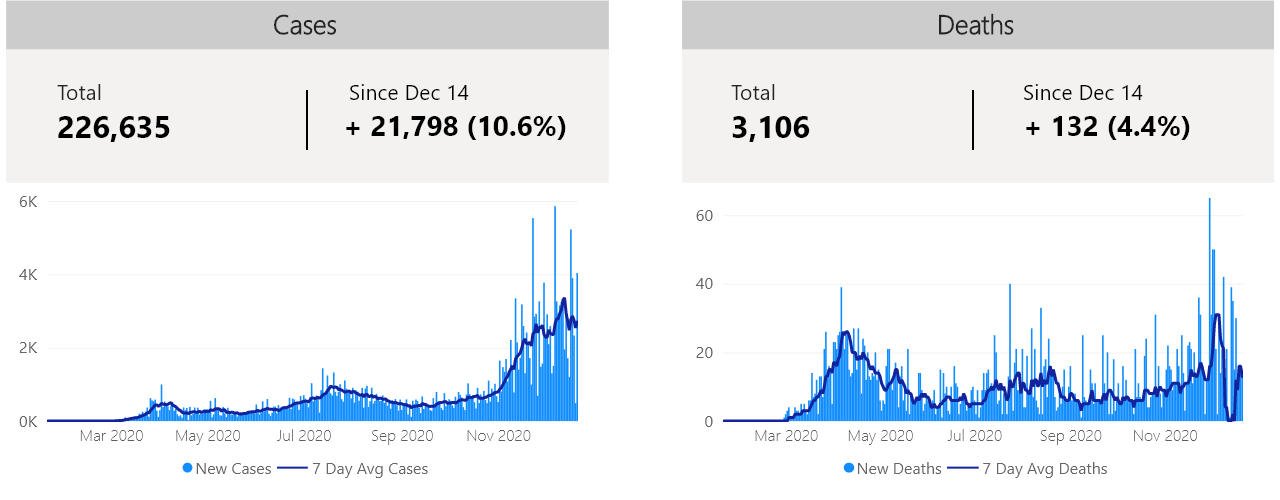 Cases
Total
226,635
Since Dec 14
+ 21,798 (10.6%)
6K
4K
2K
0K
Mar 2020 May 2020 Jul 2020 Sep 2020 Nov 2020
New Cases 7 Day Avg Cases
Deaths
Total
3,106
Since Dec 14
+ 132 (4.4%)
60
40
20
0
Mar 2020 May 2020 Jul 2020 Sep 2020 Nov 2020
New Deaths 7 Day Avg Deaths